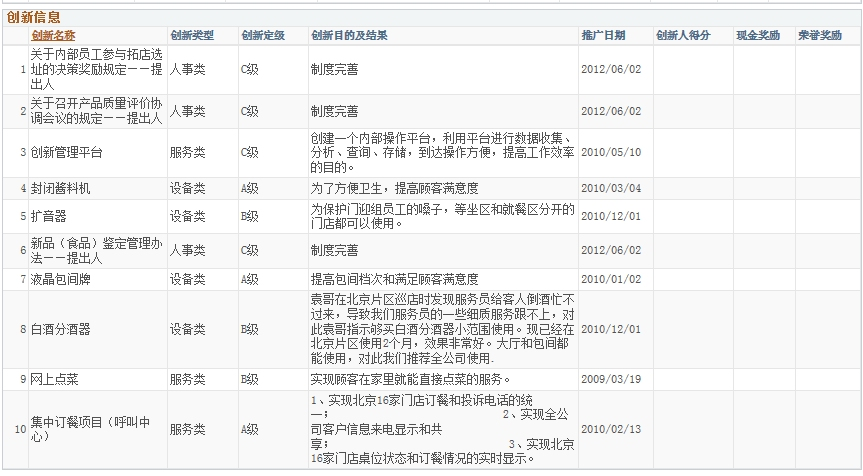 创新信息
创新名称 创新类型 创新定级 创新目的及结果 推广日期 创新人得分 现金奖励 荣誉奖励
1 关于内部员工参与拓店选
址的决策奖励规定－－提
出人 人事类 C级 制度完善 2012/06/02
2 关于召开产品质量评价协
调会议的规定－－提出人 人事类 C级 制度完善 2012/06/02
3 创新管理平台 服务类 C级 创建一个内部操作平台，利用平台进行数据收集、
分析、查询、存储，到达操作方便，提高工作效率
的目的。 2010/05/10
4 封闭酱料机 设备类 A级 为了方便卫生，提高顾客满意度 2010/03/04
5 扩音器 设备类 B级 为保护门迎组员工的嗓子，等坐区和就餐区分开的
门店都可以使用。 2010/12/01
6 新品（食品）鉴定管理办
法－－提出人 人事类 C级 制度完善 2012/06/02
7 液晶包间牌 设备类 A级 提高包间档次和满足顾客满意度 2010/01/02
8 白酒分酒器 设备类 B级 袁哥在北京片区巡店时发现服务员给客人倒酒忙不
过来，导致我们服务员的一些细质服务跟不上，对
此袁哥指示够买白酒分酒器小范围使用。现已经在
北京片区使用2个月，效果非常好。大厅和包间都
能使用，对此我们推荐全公司使用. 2010/12/01
9 网上点菜 服务类 B级 实现顾客在家里就能直接点菜的服务。 2009/03/19
10 集中订餐项目（呼叫中
心） 服务类 A级 1、实现北京16家门店订餐和投诉电话的统
一； 2、实现全公
司客户信息来电显示和共
享； 3、实现北京
16家门店桌位状态和订餐情况的实时显示。 2010/02/13